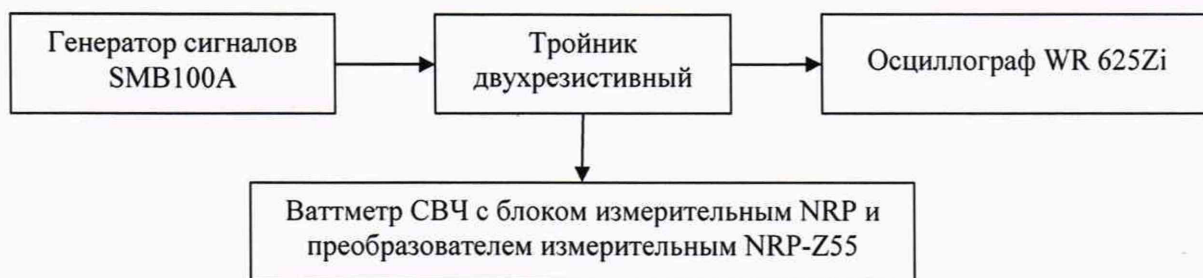 Генератор сигналов
SMB100A
Тройник
двухрезистивный
Осциллограф WR 625Zi
Ваттметр СВЧ с блоком измерительным NRP и
преобразователем измерительным NRP-Z55